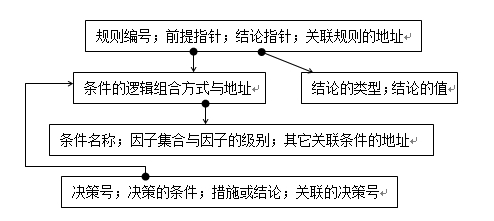 规则编号；前提指针；结论指针；关联规则的地址
条件的逻辑组合方式与地址
结论的类型；结论的值
条件名称；因子集合与因子的级别；其它关联条件的地址
决策号；决策的条件；措施或结论；关联的决策号